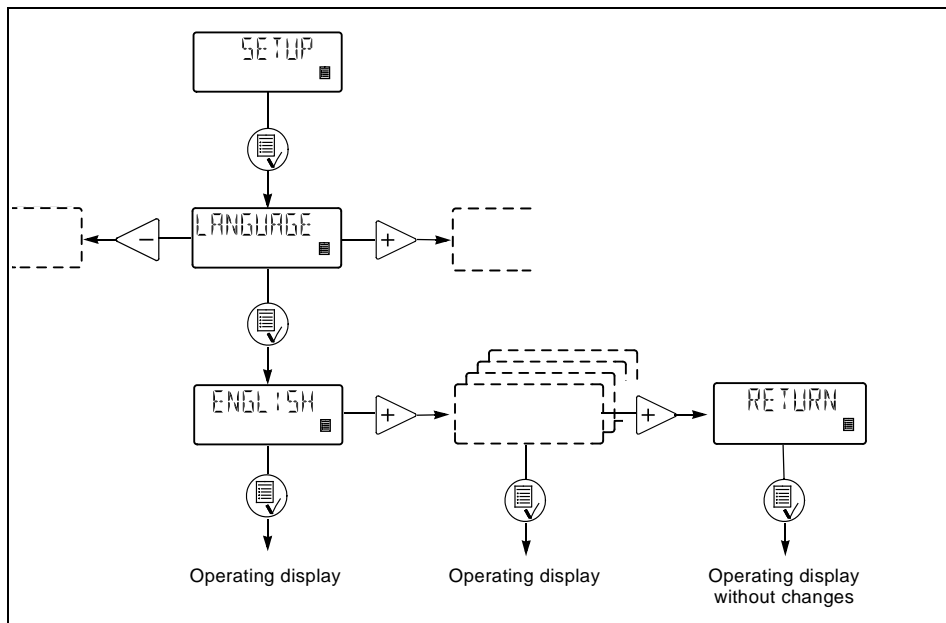 SETUP
−
LANGUAGE
+
ENGLISH
+
+
RETURN
Operating display
Operating display
Operating display
without changes